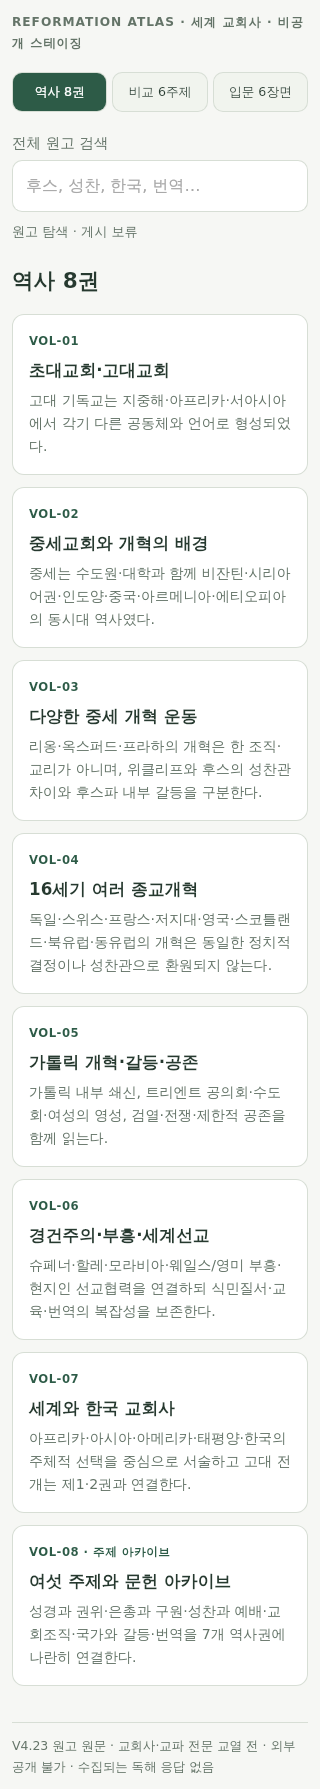 REFORMATION ATLAS · 세계 교회사 · 비공
개 스테이징
역사 8권
비교 6주제
입문 6장면
전체 원고 검색
후스, 성찬, 한국, 번역...
원고 탐색 · 게시 보류
역사 8권
VOL-01
초대교회·고대교회
고대 기독교는 지중해·아프리카·서아시아
에서 각기 다른 공동체와 언어로 형성되었
다.
VOL-02
중세교회와 개혁의 배경
중세는 수도원·대학과 함께 비잔틴·시리아
어권·인도양·중국·아르메니아·에티오피아
의 동시대 역사였다.
VOL-03
다양한 중세 개혁 운동
리옹·옥스퍼드·프라하의 개혁은 한 조직·
교리가 아니며, 위클리프와 후스의 성찬관
차이와 후스파 내부 갈등을 구분한다.
VOL-04
16세기 여러 종교개혁
독일·스위스·프랑스·저지대·영국·스코틀랜
드·북유럽·동유럽의 개혁은 동일한 정치적
결정이나 성찬관으로 환원되지 않는다.
VOL-05
가톨릭 개혁·갈등·공존
가톨릭 내부 쇄신, 트리엔트 공의회·수도
회·여성의 영성, 검열·전쟁·제한적 공존을
함께 읽는다.
VOL-06
경건주의·부흥·세계선교
슈페너·할레·모라비아·웨일스/영미 부흥·
현지인 선교협력을 연결하되 식민질서·교
육·번역의 복잡성을 보존한다.
VOL-07
세계와 한국 교회사
아프리카·아시아·아메리카·태평양·한국의
주체적 선택을 중심으로 서술하고 고대 전
개는 제1·2권과 연결한다.
VOL-08 · 주제 아카이브
여섯 주제와 문헌 아카이브
성경과 권위·은총과 구원·성찬과 예배·교
회조직·국가와 갈등·번역을 7개 역사권에
나란히 연결한다.
V4.23 원고 원문 · 교회사·교파 전문 교열 전 · 외부
공개 불가 · 수집되는 독해 응답 없음